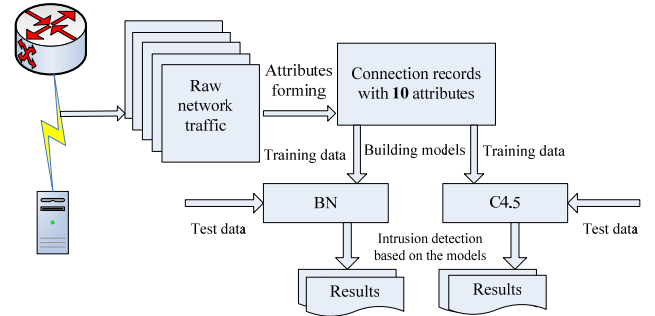 Raw
network
traffic
Attributes
forming
Connection records
with 10 attributes
Training data
Building models
Training data
BN
C4.5
Test data
Test data
Intrusion detection
based on the models
Results
Results